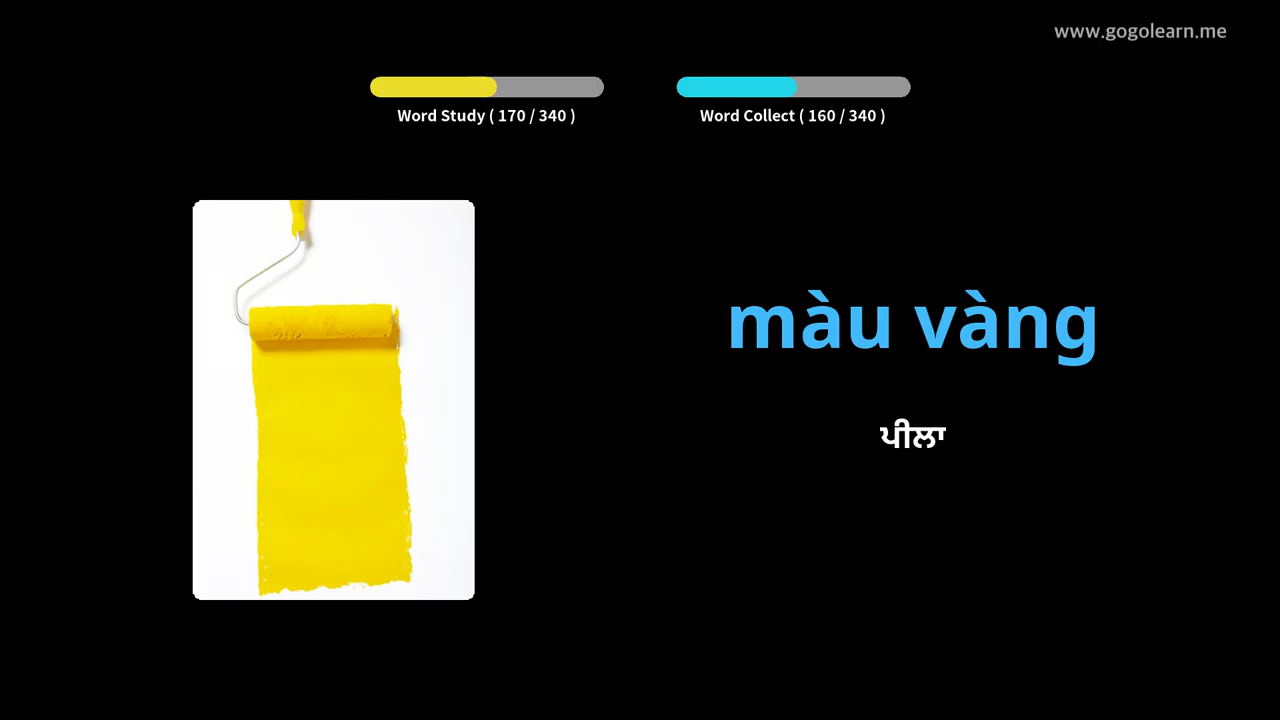 www.gogolearn.me
Word Study ( 170 / 340 )
Word Collect ( 160 / 340 )
màu vàng
ਪੀਲਾ